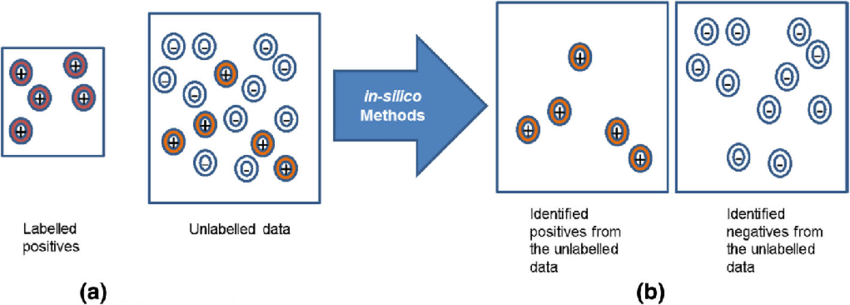 in-silico
Methods
Labelled
positives
Unlabelled data
Identified
positives from
the unlabelled
data
Identified
negatives from
the unlabelled
data
(a)
(b)